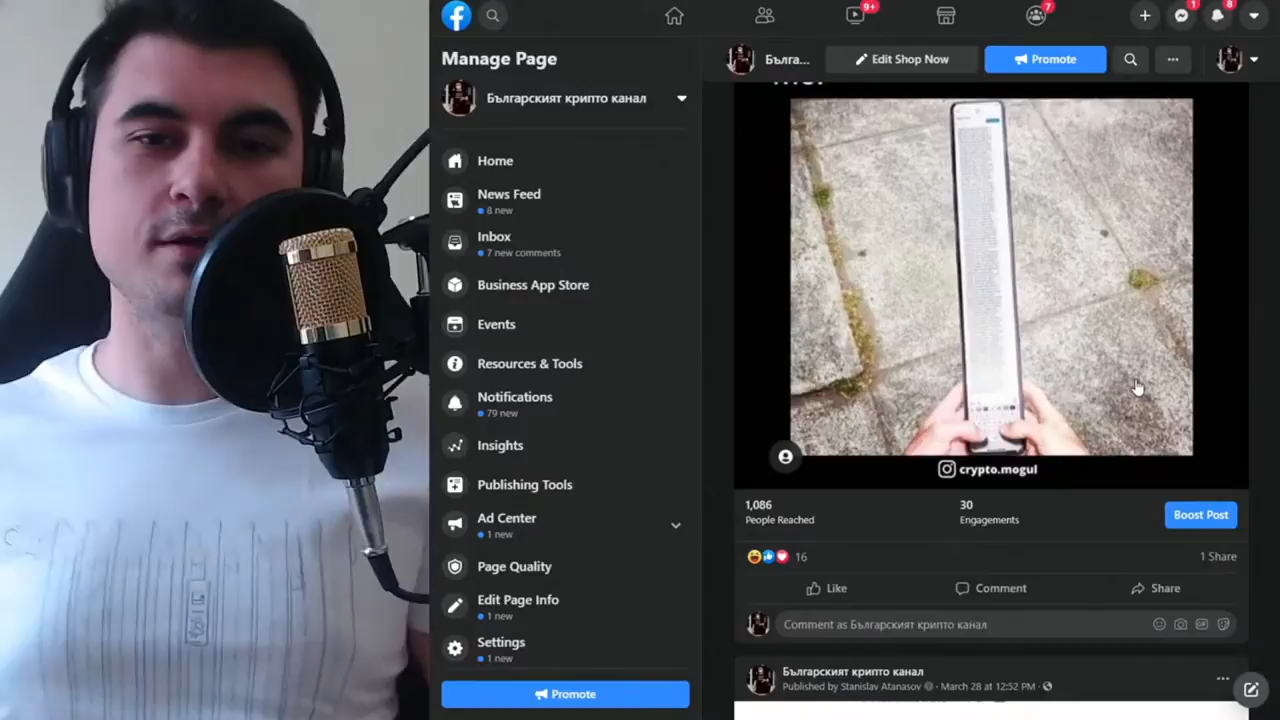 Manage Page
Българският крипто канал
Home
News Feed
8 new
Inbox
7 new comments
Business App Store
Events
Resources & Tools
Notifications
79 new
Insights
Publishing Tools
Ad Center
1 new
Page Quality
Edit Page Info
1 new
Settings
1 new
Promote
9+
7
1
8
Бълга...
Edit Shop Now
Promote
crypto.mogul
1,086
People Reached
30
Engagements
Boost Post
16
1 Share
Like
Comment
Share
Comment as Българският крипто канал
Българският крипто канал
Published by Stanislav Atanasov · March 28 at 12:52 PM ·